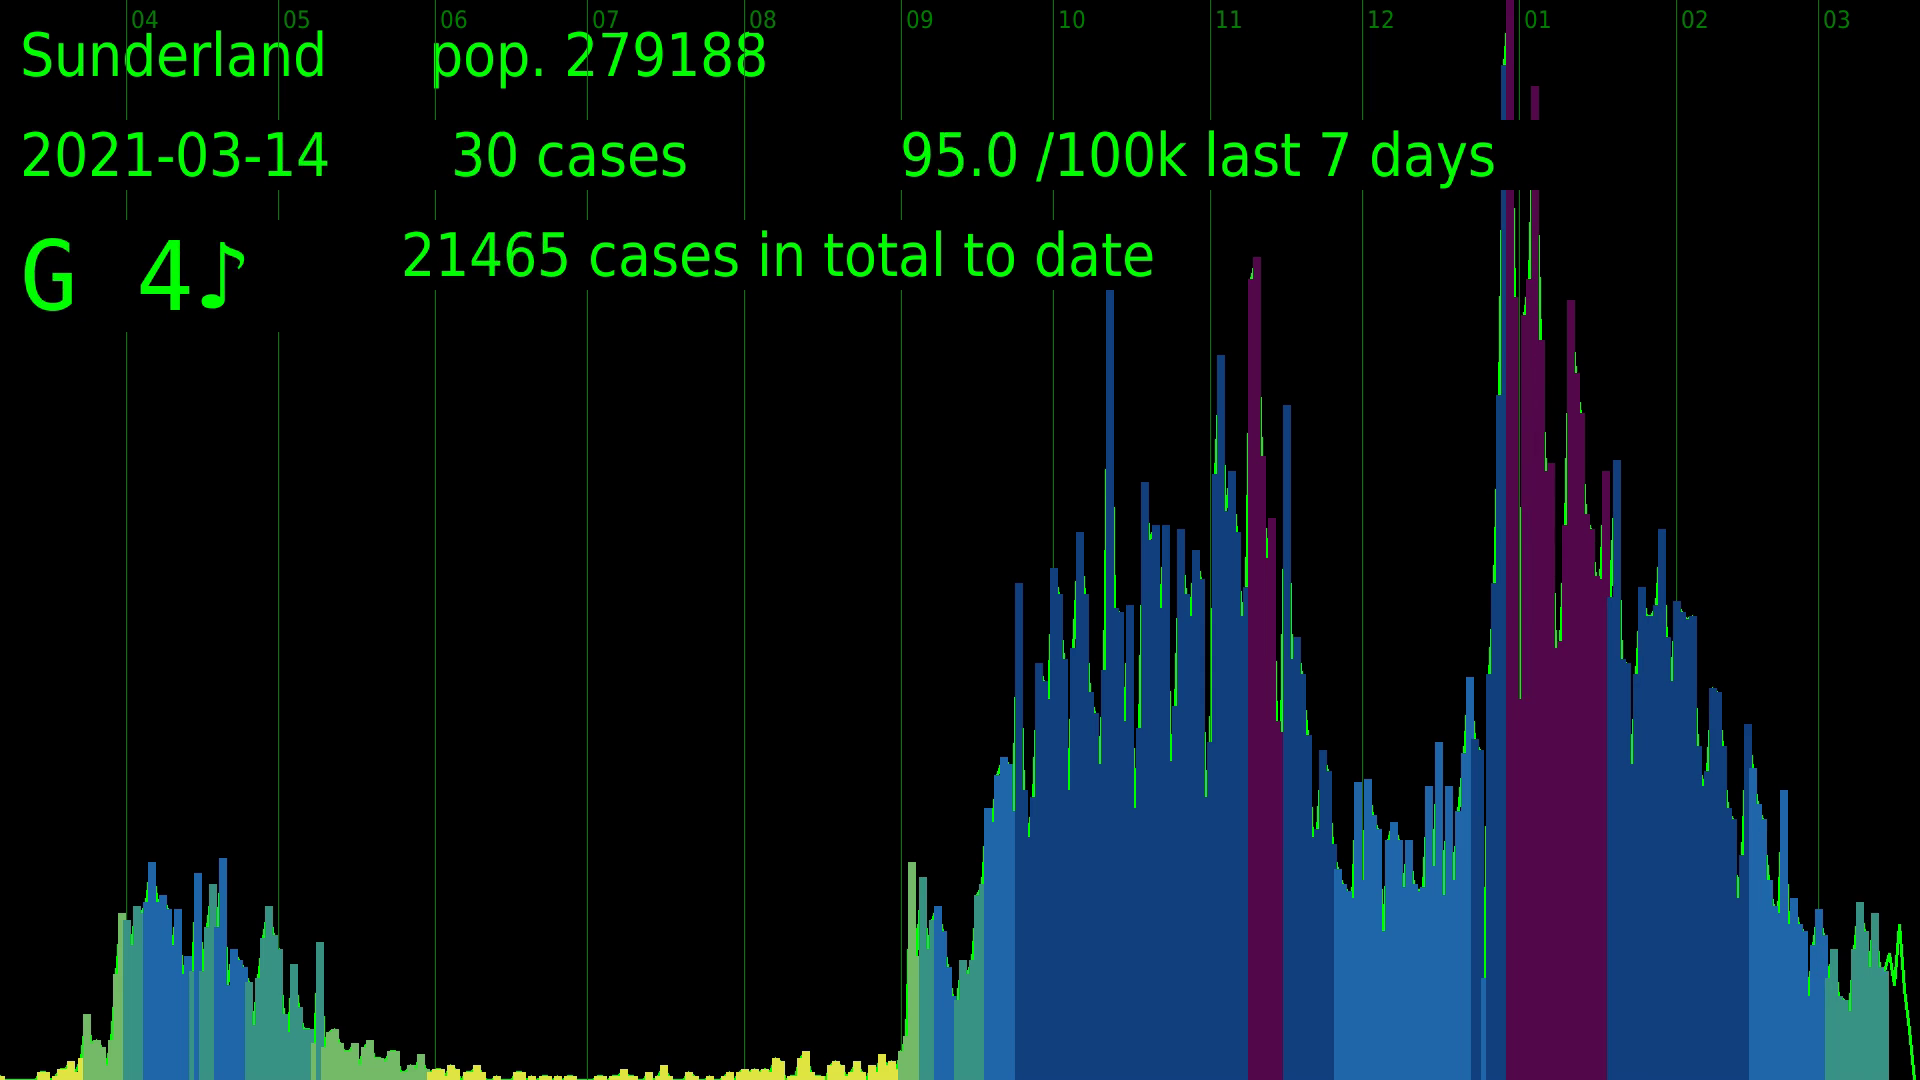 04 05 06 07 08 09 10 11 12 01 02 03
Sunderland pop. 279188
2021-03-14 30 cases 95.0 /100k last 7 days
G 4♪ 21465 cases in total to date